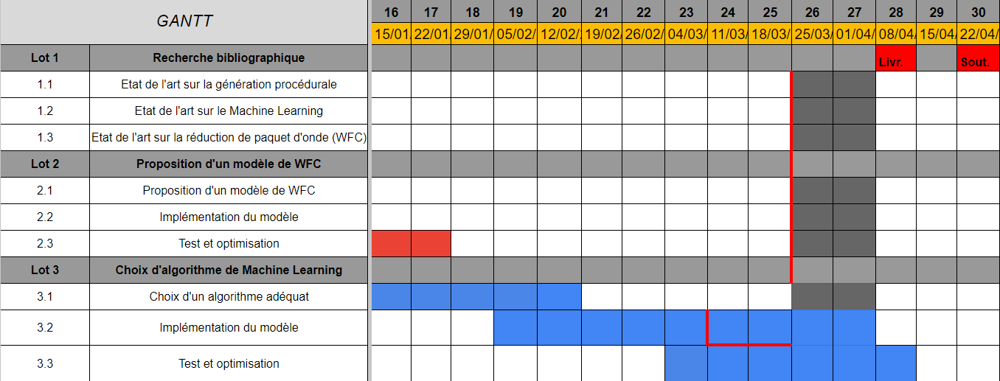 GANTT 16 17 18 19 20 21 22 23 24 25 26 27 28 29 30
15/01/ 22/01/ 29/01/ 05/02/ 12/02/ 19/02/ 26/02/ 04/03/ 11/03/ 18/03/ 25/03/ 01/04/ 08/04/ 15/04/ 22/04/
Lot 1 Recherche bibliographique Livr. Sout.
1.1 Etat de l'art sur la génération procédurale
1.2 Etat de l'art sur le Machine Learning
1.3 Etat de l'art sur la réduction de paquet d'onde (WFC)
Lot 2 Proposition d'un modèle de WFC
2.1 Proposition d'un modèle de WFC
2.2 Implémentation du modèle
2.3 Test et optimisation
Lot 3 Choix d'algorithme de Machine Learning
3.1 Choix d'un algorithme adéquat
3.2 Implémentation du modèle
3.3 Test et optimisation